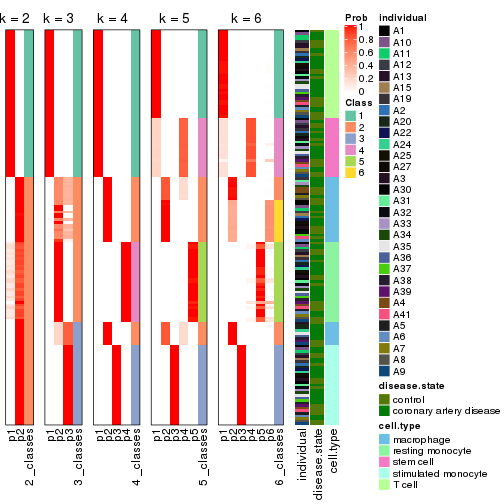 k = 2
k = 3
k = 4
k = 5
k = 6
p1
p2
2_classes
p1
p2
p3
3_classes
p1
p2
p3
p4
4_classes
p1
p2
p3
p4
p5
5_classes
p1
p2
p3
p4
p5
p6
6_classes
individual
disease.state
cell.type
Prob
1
0.8
0.6
0.4
0.2
0
Class
1
2
3
4
5
6
individual
A1
A10
A11
A12
A13
A15
A19
A2
A20
A22
A24
A25
A27
A3
A30
A31
A32
A33
A34
A35
A36
A37
A38
A39
A4
A41
A5
A6
A7
A8
A9
disease.state
control
coronary artery disease
cell.type
macrophage
resting monocyte
stem cell
stimulated monocyte
T cell